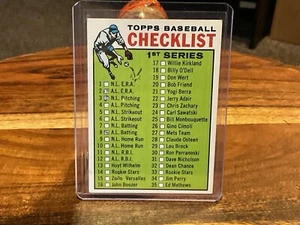 TOPPS BASEBALL
CHECKLIST
1ST SERIES
1 N.L. E.R.A.
2 A.L. E.R.A.
3 N.L. Pitching
4 A.L. Pitching
5 N.L. Strikeout
6 A.L. Strikeout
7 N.L. Batting
8 A.L. Batting
9 N.L. Home Run
10 A.L. Home Run
11 N.L. R.B.I.
12 A.L. R.B.I.
13 Hoyt Wilhelm
14 Rookie Stars
15 Zoilo Versalles
16 John Boozer
17 Willie Kirkland
18 Billy O'Dell
19 Don Wert
20 Bob Friend
21 Yogi Berra
22 Jerry Adair
23 Chris Zachary
24 Carl Sawatski
25 Bill Monbouquette
26 Gino Cimoli
27 Mets Team
28 Claude Osteen
29 Lou Brock
30 Ron Perranoski
31 Dave Nicholson
32 Dean Chance
33 Rookie Stars
34 Jim Perry
35 Ed Mathews